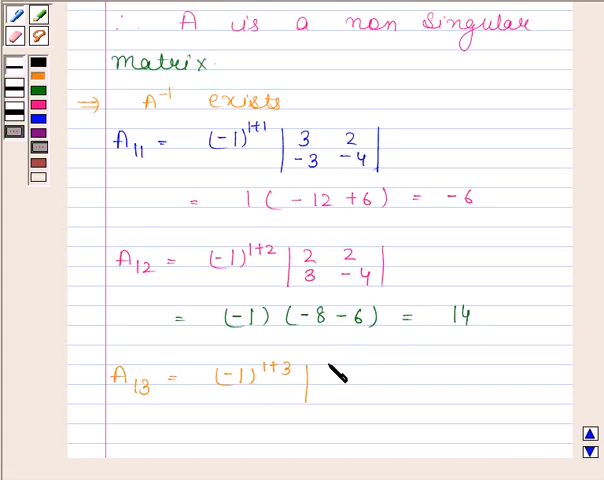 ∴ A is a non singular
matrix.
⇒ A⁻¹ exists
A₁₁ = (-1)¹⁺¹ | 3 2 |
| -3 -4 |
= 1 ( - 12 + 6 ) = - 6
A₁₂ = (-1)¹⁺² | 2 2 |
| 3 -4 |
= (-1) ( -8 - 6 ) = 14
A₁₃ = (-1)¹⁺³ |